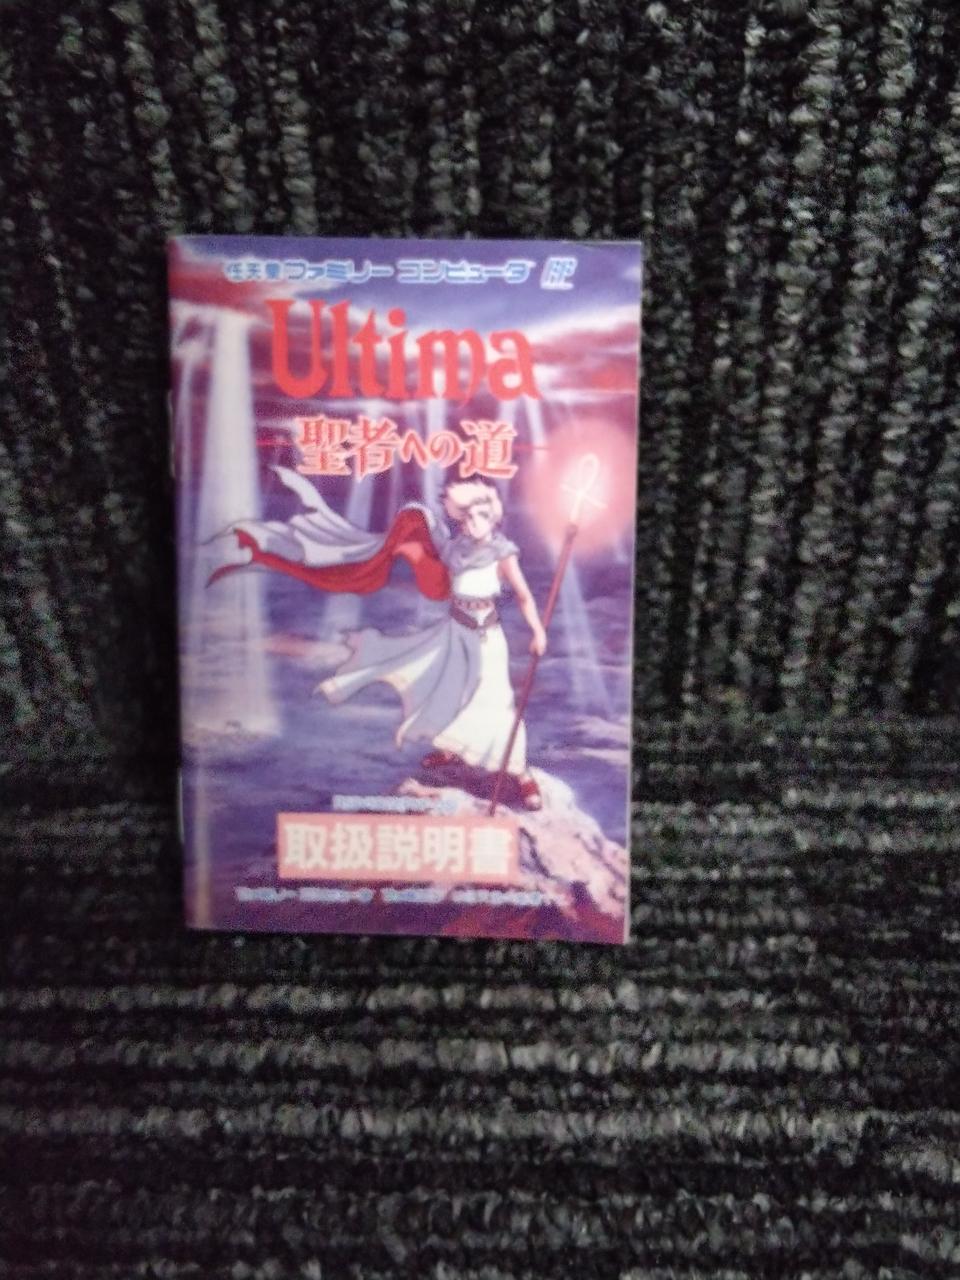 任天堂ファミリー コンピュータ
Ultima
聖者への道
取扱説明書